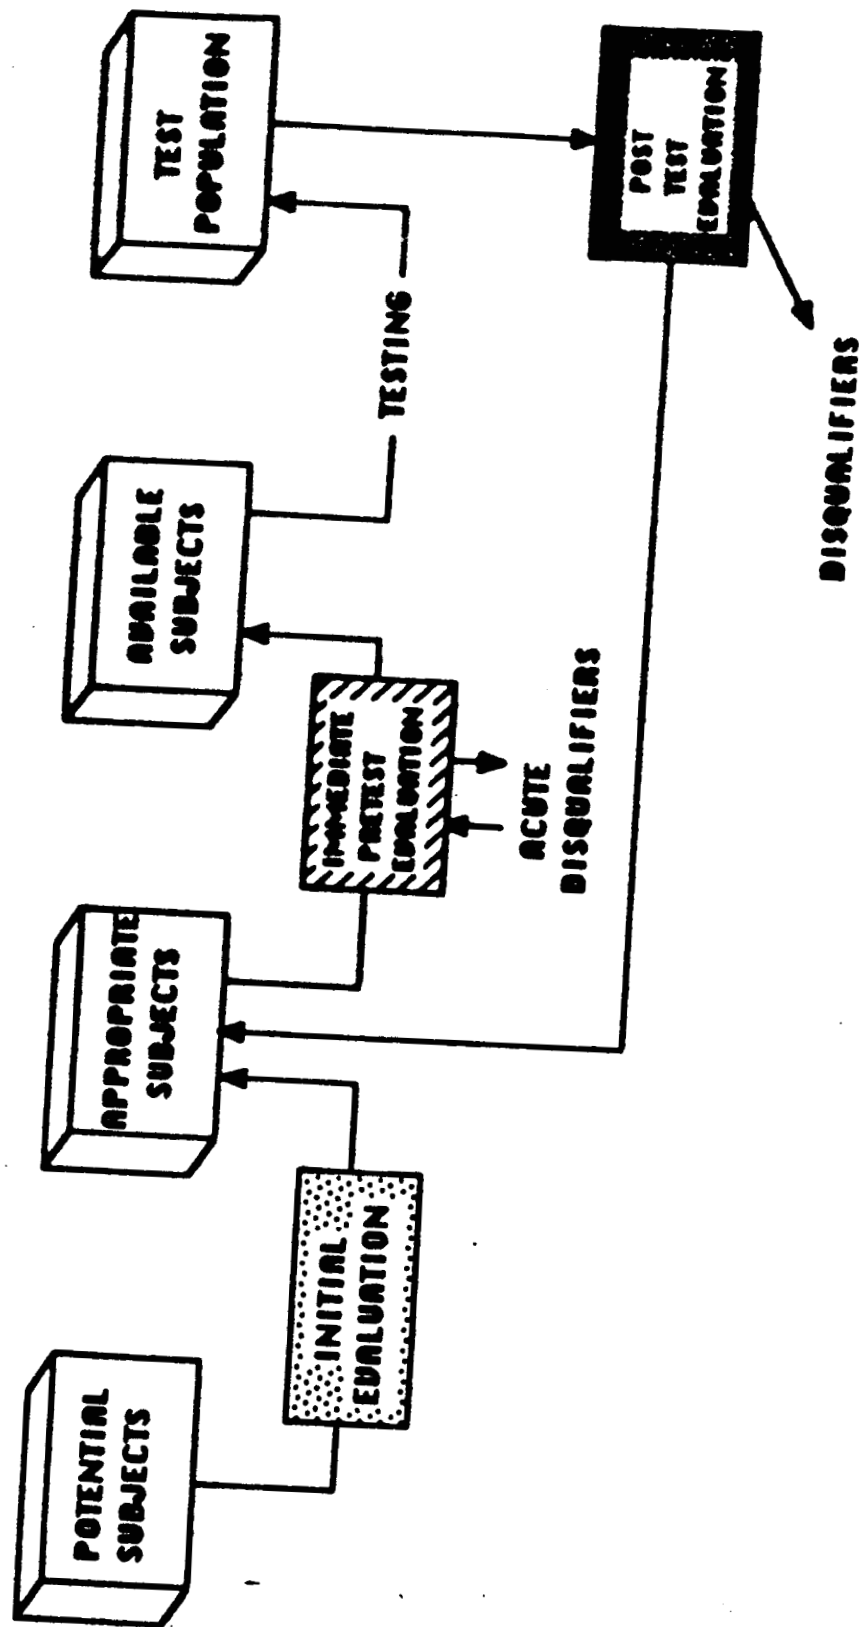 POTENTIAL
SUBJECTS
INITIAL
EVALUATION
APPROPRIATE
SUBJECTS
IMMEDIATE
PRETEST
EVALUATION
ACUTE
DISQUALIFIERS
AVAILABLE
SUBJECTS
TESTING
TEST
POPULATION
POST
TEST
EVALUATION
DISQUALIFIERS